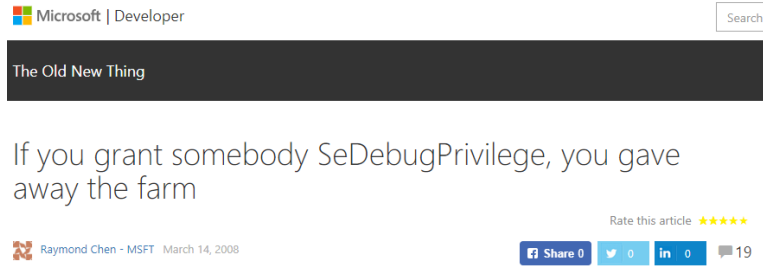 Microsoft | Developer
Search
The Old New Thing
If you grant somebody SeDebugPrivilege, you gave
away the farm
Rate this article
Raymond Chen - MSFT March 14, 2008
Share 0
0
in 0
19